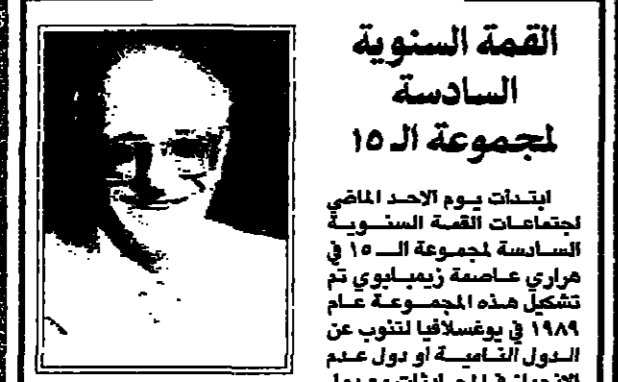 القمة السنوية
السادسة
لمجموعة الـ ١٥
ابتدأت يوم الاحد الماضي
اجتماعات القمة السنوية
السادسة لمجموعة الـ ١٥ في
هراري عاصمة زيمبابوي تم
تشكيل هذه المجموعة عام
١٩٨٩ في يوغسلافيا لتنوب عن
الدول النامية او دول عدم